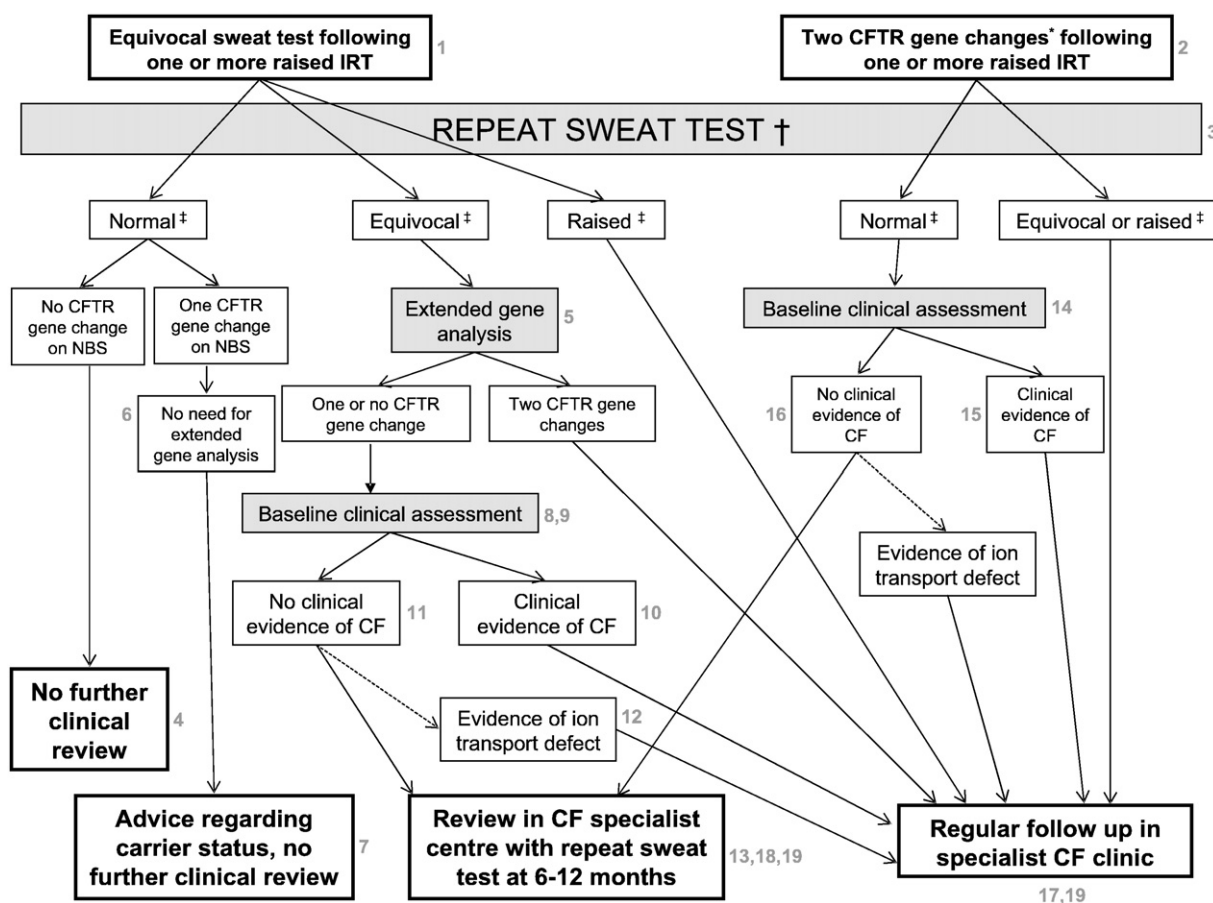 Equivocal sweat test following
one or more raised IRT
1
Two CFTR gene changes* following
one or more raised IRT
2
REPEAT SWEAT TEST †
3
Normal ‡
Equivocal ‡
Raised ‡
Normal ‡
Equivocal or raised ‡
No CFTR
gene change
on NBS
One CFTR
gene change
on NBS
Extended gene
analysis
5
Baseline clinical assessment
14
6
No need for
extended
gene analysis
One or no CFTR
gene change
Two CFTR gene
changes
16
No clinical
evidence of
CF
15
Clinical
evidence of
CF
Baseline clinical assessment
8,9
Evidence of ion
transport defect
No clinical
evidence of CF
11
Clinical
evidence of CF
10
No further
clinical
review
4
Evidence of ion
transport defect
12
Advice regarding
carrier status, no
further clinical review
7
Review in CF specialist
centre with repeat sweat
test at 6-12 months
13,18,19
Regular follow up in
specialist CF clinic
17,19